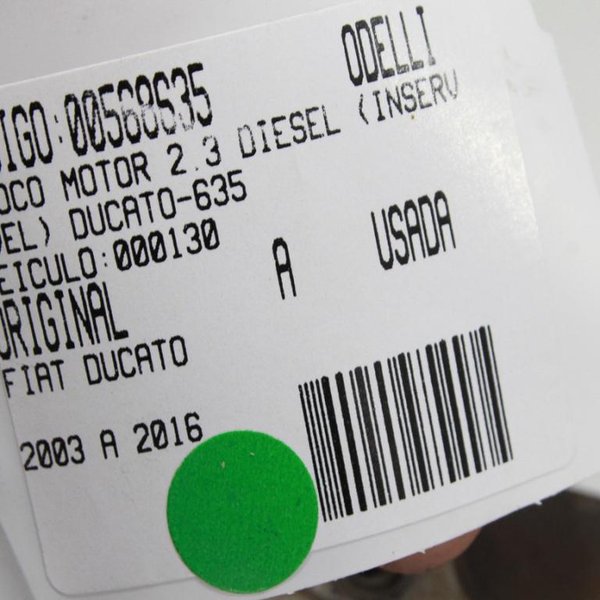 ODELLI
IGO:00568635
OCO MOTOR 2.3 DIESEL (INSERV
EL) DUCATO-635
EICULO:000130
A USADA
ORIGINAL
FIAT DUCATO
2003 A 2016